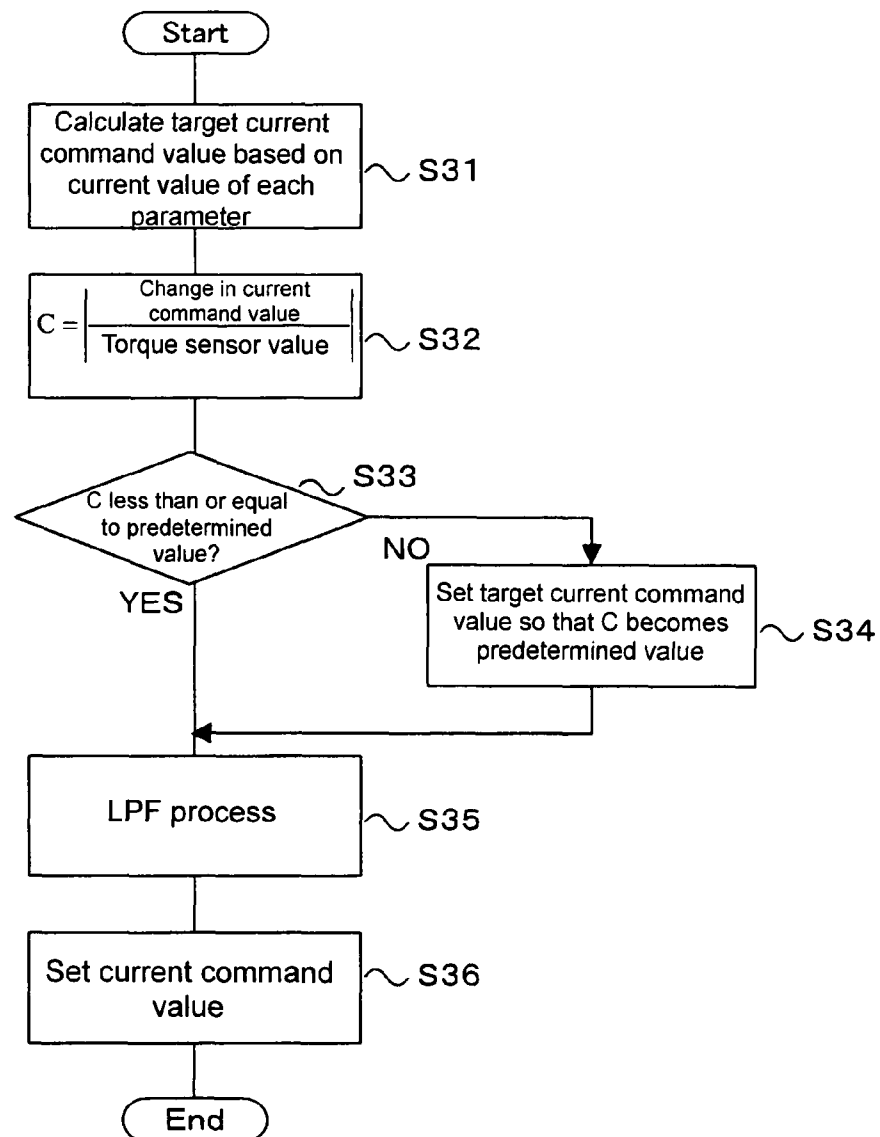 Start
Calculate target current
command value based on
current value of each
parameter
S31
Change in current
command value
C =
Torque sensor value
S32
S33
C less than or equal
to predetermined
value?
NO
YES
Set target current command
value so that C becomes
predetermined value
S34
LPF process
S35
Set current command
value
S36
End